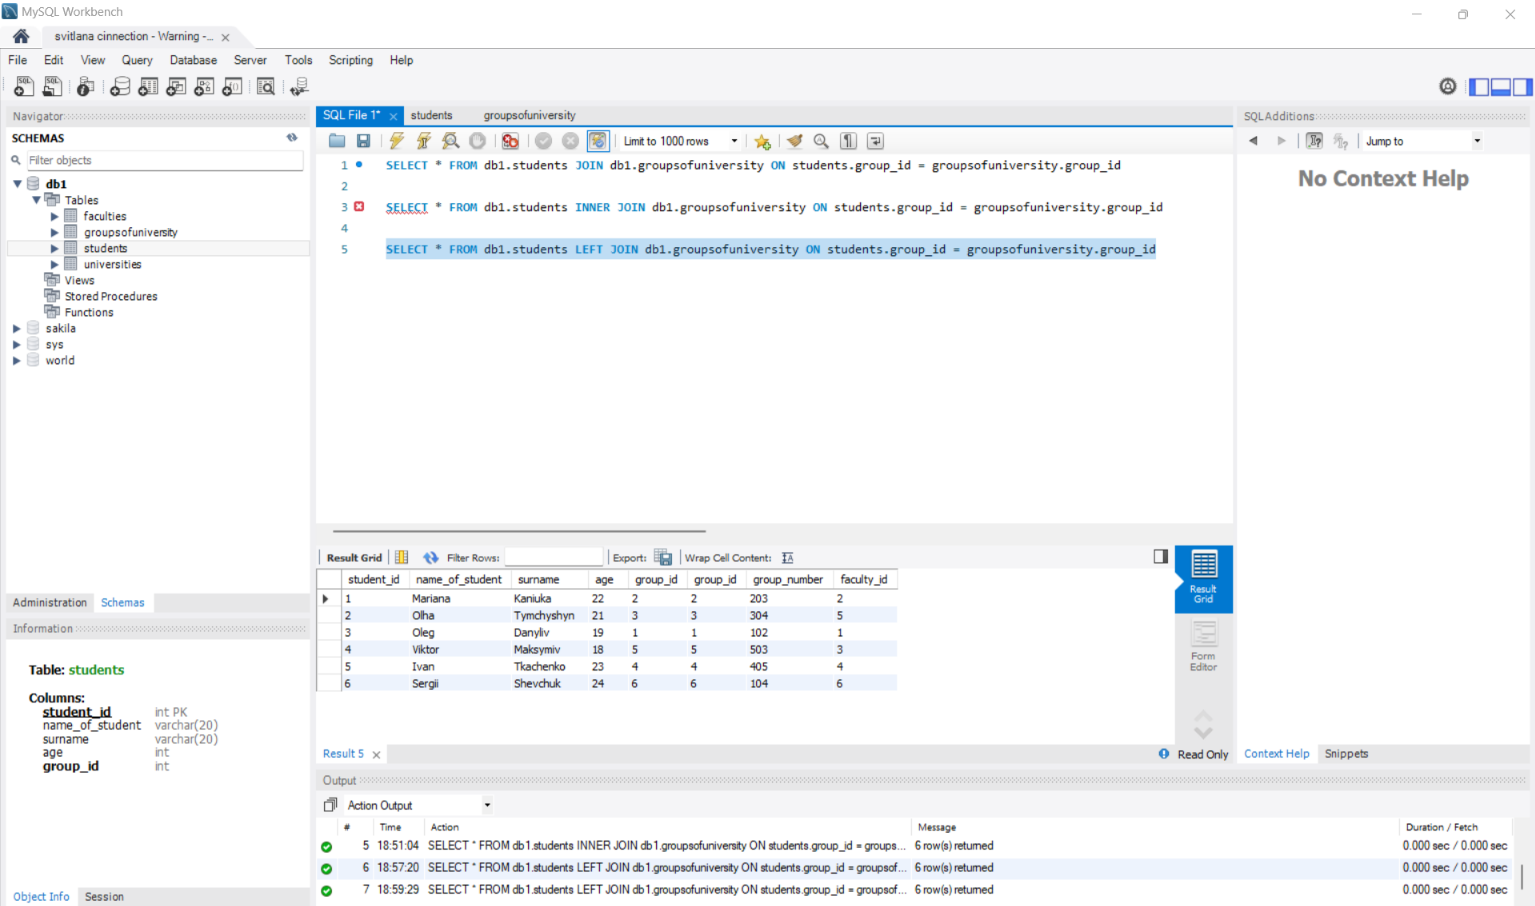 MySQL Workbench
svitlana cinnection - Warning -...
File Edit View Query Database Server Tools Scripting Help
Navigator
SCHEMAS
Filter objects
db1
Tables
faculties
groupsofuniversity
students
universities
Views
Stored Procedures
Functions
sakila
sys
world
Administration Schemas
Information
Table: students
Columns:
student_id int PK
name_of_student varchar(20)
surname varchar(20)
age int
group_id int
Object Info Session
SQL File 1* students groupsofuniversity
Limit to 1000 rows
1 SELECT * FROM db1.students JOIN db1.groupsofuniversity ON students.group_id = groupsofuniversity.group_id
2
3 SELECT * FROM db1.students INNER JOIN db1.groupsofuniversity ON students.group_id = groupsofuniversity.group_id
4
5 SELECT * FROM db1.students LEFT JOIN db1.groupsofuniversity ON students.group_id = groupsofuniversity.group_id
Result Grid Filter Rows: Export: Wrap Cell Content:
student_id name_of_student surname age group_id group_id group_number faculty_id
1 Mariana Kaniuka 22 2 2 203 2
2 Olha Tymchyshyn 21 3 3 304 5
3 Oleg Danyliv 19 1 1 102 1
4 Viktor Maksymiv 18 5 5 503 3
5 Ivan Tkachenko 23 4 4 405 4
6 Sergii Shevchuk 24 6 6 104 6
Result
Grid
Form
Editor
Result 5 Read Only
Output
Action Output
# Time Action Message Duration / Fetch
5 18:51:04 SELECT * FROM db1.students INNER JOIN db1.groupsofuniversity ON students.group_id = groups... 6 row(s) returned 0.000 sec / 0.000 sec
6 18:57:20 SELECT * FROM db1.students LEFT JOIN db1.groupsofuniversity ON students.group_id = groupsof... 6 row(s) returned 0.000 sec / 0.000 sec
7 18:59:29 SELECT * FROM db1.students LEFT JOIN db1.groupsofuniversity ON students.group_id = groupsof... 6 row(s) returned 0.000 sec / 0.000 sec
SQLAdditions
Jump to
No Context Help
Context Help Snippets